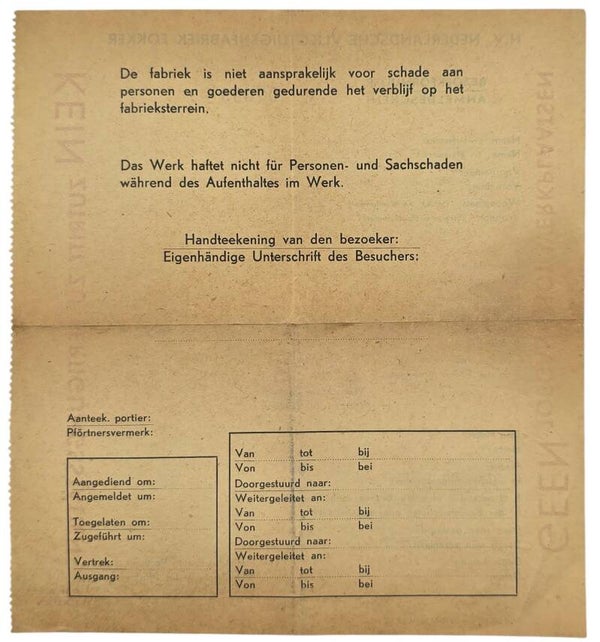 De fabriek is niet aansprakelijk voor schade aan
personen en goederen gedurende het verblijf op het
fabrieksterrein.
Das Werk haftet nicht für Personen- und Sachschaden
während des Aufenthaltes im Werk.
Handteekening van den bezoeker:
Eigenhändige Unterschrift des Besuchers:
Aanteek. portier:
Pförtnersvermerk:
Aangediend om:
Angemeldet um:
Toegelaten om:
Zugeführt um:
Vertrek:
Ausgang:
Van tot bij
Von bis bei
Doorgestuurd naar:
Weitergeleitet an:
Van tot bij
Von bis bei
Doorgestuurd naar:
Weitergeleitet an:
Van tot bij
Von bis bei